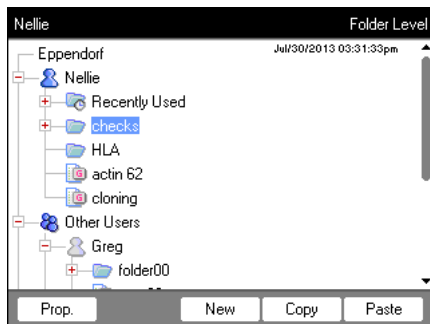 Nellie Folder Level
Eppendorf Jul/30/2013 03:31:33pm
Nellie
Recently Used
checks
HLA
G actin 62
G cloning
Other Users
Greg
folder00
Prop. New Copy Paste